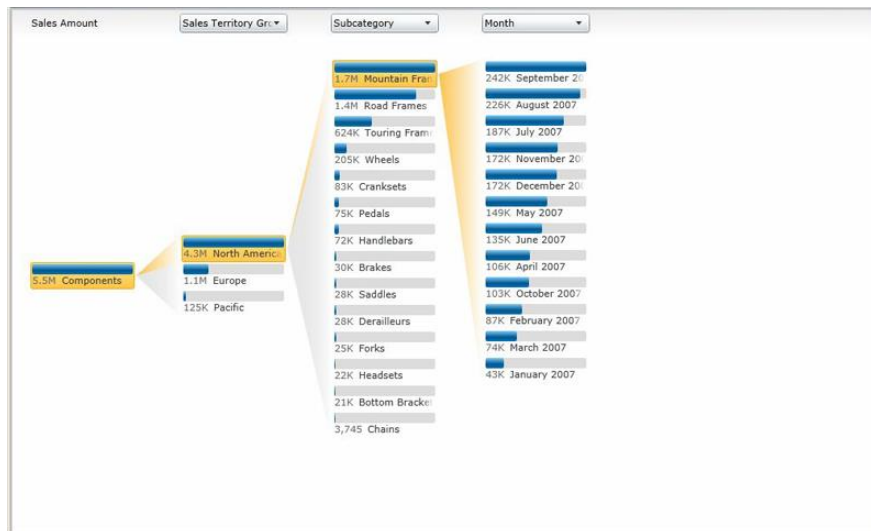 Sales Amount
Sales Territory Gro
Subcategory
Month
5.5M Components
4.3M North America
1.1M Europe
125K Pacific
1.7M Mountain Fran
1.4M Road Frames
624K Touring Fram
205K Wheels
83K Cranksets
75K Pedals
72K Handlebars
30K Brakes
28K Saddles
28K Derailleurs
25K Forks
22K Headsets
21K Bottom Bracke
3,745 Chains
242K September 20
226K August 2007
187K July 2007
172K November 200
172K December 200
149K May 2007
135K June 2007
106K April 2007
103K October 2007
87K February 2007
74K March 2007
43K January 2007